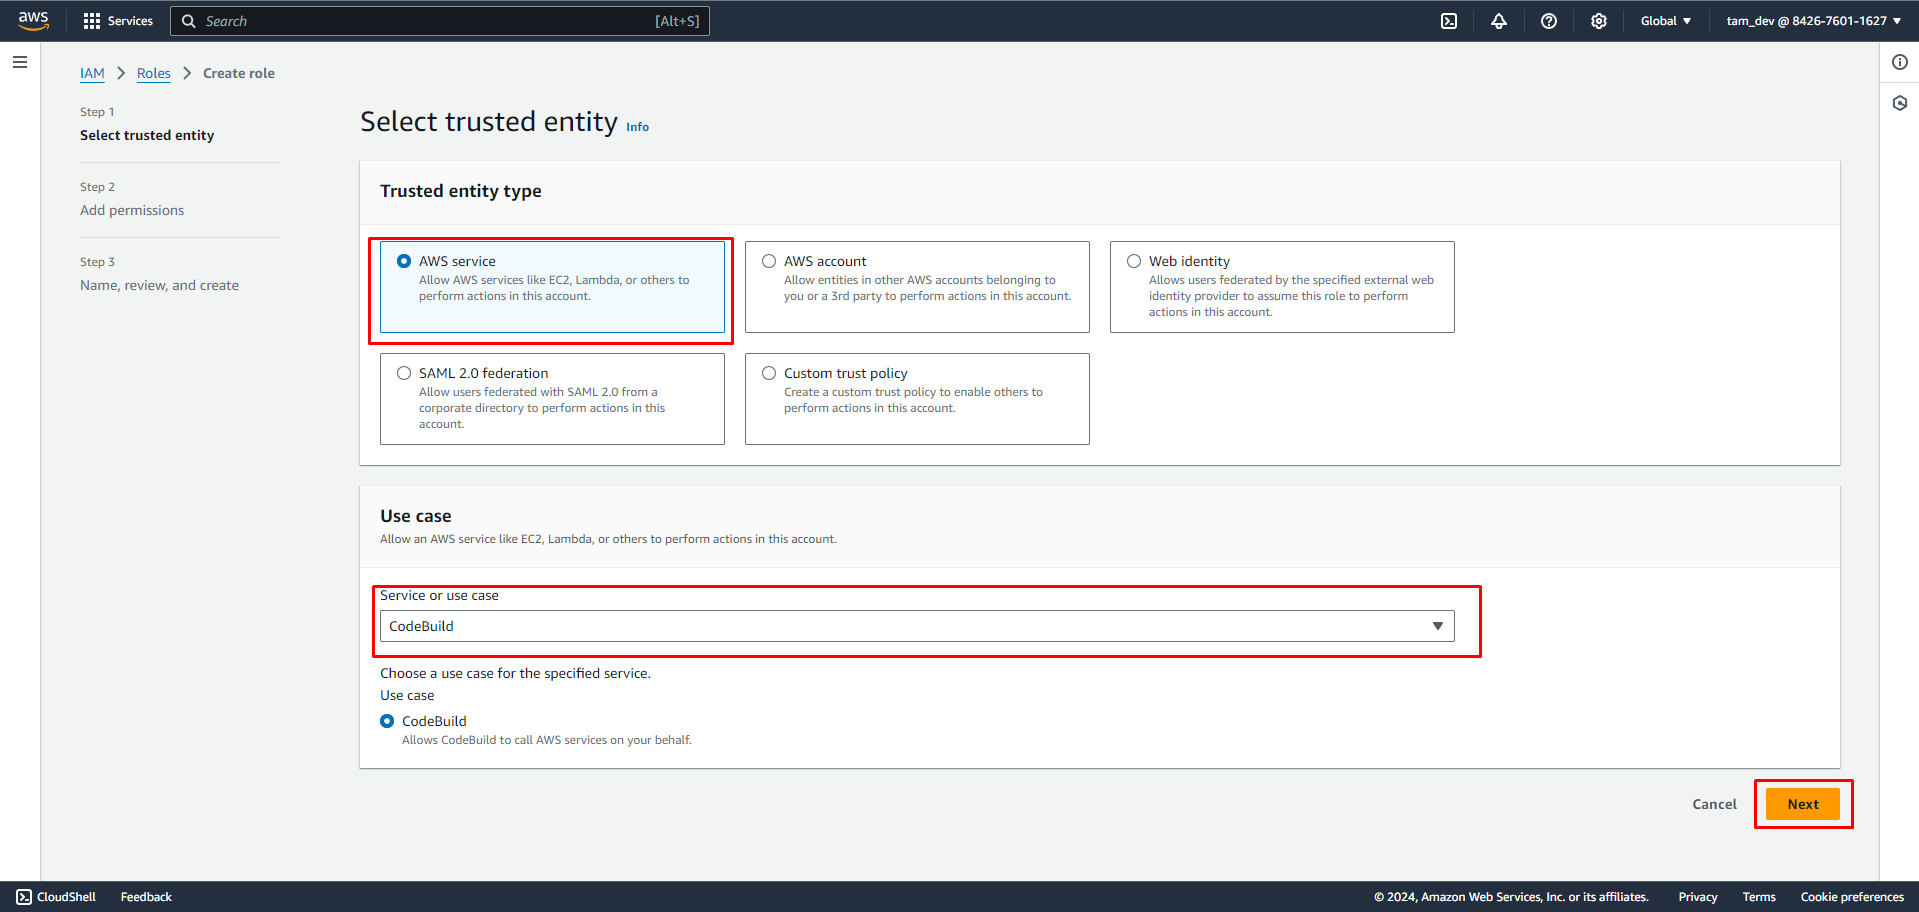 aws
Services
Search
[Alt+S]
Global
tam_dev @ 8426-7601-1627
IAM
Roles
Create role
Step 1
Select trusted entity
Step 2
Add permissions
Step 3
Name, review, and create
Select trusted entity
Info
Trusted entity type
AWS service
Allow AWS services like EC2, Lambda, or others to
perform actions in this account.
AWS account
Allow entities in other AWS accounts belonging to
you or a 3rd party to perform actions in this account.
Web identity
Allows users federated by the specified external web
identity provider to assume this role to perform
actions in this account.
SAML 2.0 federation
Allow users federated with SAML 2.0 from a
corporate directory to perform actions in this
account.
Custom trust policy
Create a custom trust policy to enable others to
perform actions in this account.
Use case
Allow an AWS service like EC2, Lambda, or others to perform actions in this account.
Service or use case
CodeBuild
Choose a use case for the specified service.
Use case
CodeBuild
Allows CodeBuild to call AWS services on your behalf.
Cancel
Next
CloudShell
Feedback
© 2024, Amazon Web Services, Inc. or its affiliates.
Privacy
Terms
Cookie preferences